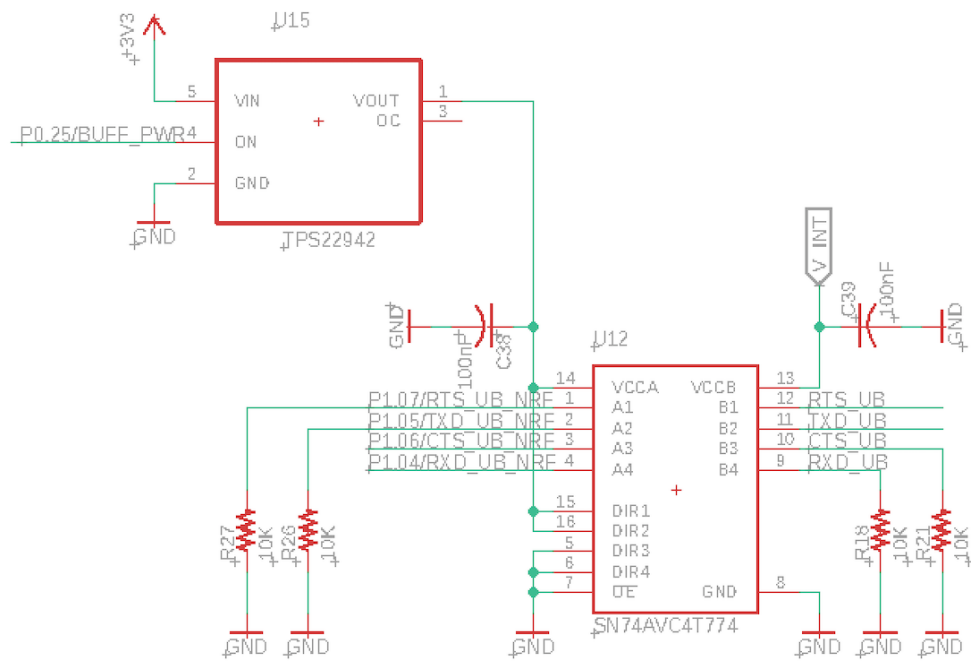 U15
+3V3
5 VIN VOUT 1
OC 3
P0.25/BUFF_PWR 4 ON
2 GND
GND
TPS22942
V_INT
GND
100nF
C38
C39
100nF
GND
U12
14 VCCA VCCB 13
P1.07/RTS_UB_NRF 1 A1 B1 12 RTS_UB
P1.05/TXD_UB_NRF 2 A2 B2 11 TXD_UB
P1.06/CTS_UB_NRF 3 A3 B3 10 CTS_UB
P1.04/RXD_UB_NRF 4 A4 B4 9 RXD_UB
15 DIR1
16 DIR2
5 DIR3
6 DIR4
7 OE GND 8
R27 10K R26 10K R18 10K R21 10K
SN74AVC4T774
GND GND GND GND GND GND